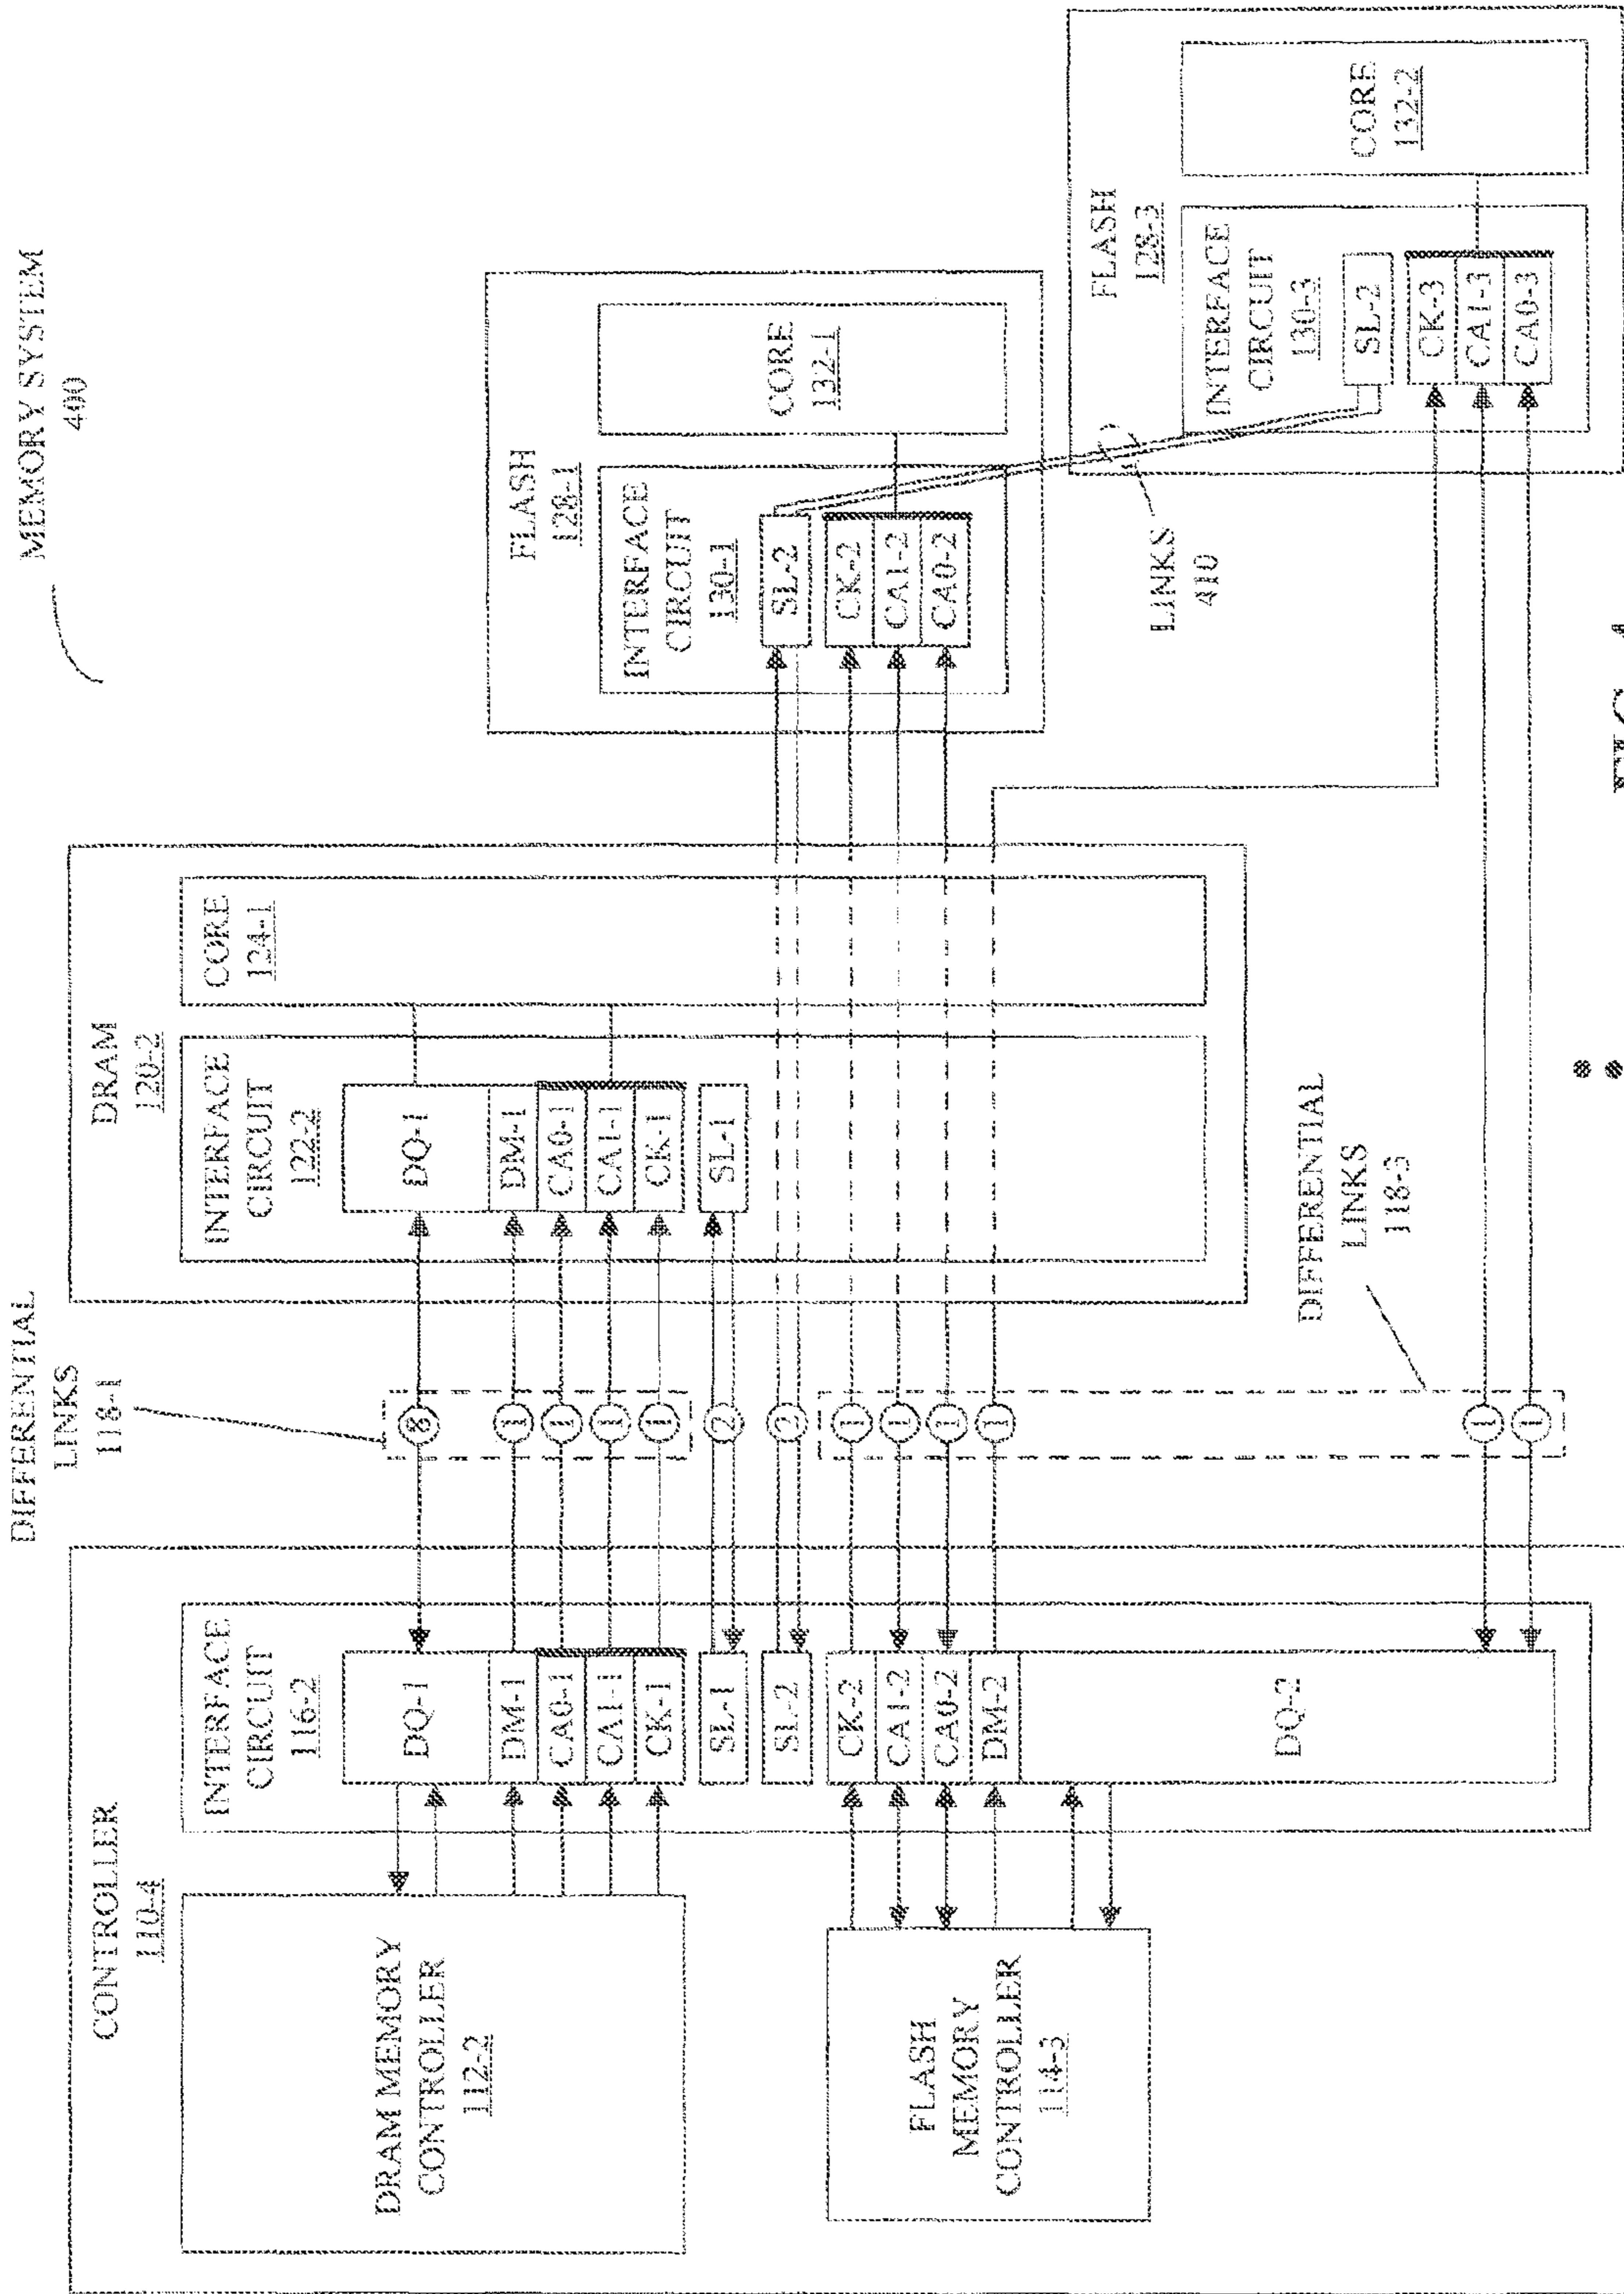 MEMORY SYSTEM
400
DIFFERENTIAL
LINKS
118-1
CONTROLLER
110-4
DRAM MEMORY
CONTROLLER
112-2
FLASH
MEMORY
CONTROLLER
114-3
INTERFACE
CIRCUIT
116-2
DQ-1
DM-1
CA0-1
CA1-1
CK-1
SL-1
SL-2
CK-2
CA1-2
CA0-2
DM-2
DQ-2
8
1
1
1
1
2
2
1
1
1
1
1
1
DIFFERENTIAL
LINKS
118-3
DRAM
120-2
INTERFACE
CIRCUIT
122-2
DQ-1
DM-1
CA0-1
CA1-1
CK-1
SL-1
CORE
124-1
FLASH
128-1
INTERFACE
CIRCUIT
130-1
SL-2
CK-2
CA1-2
CA0-2
CORE
132-1
LINKS
410
FLASH
128-3
INTERFACE
CIRCUIT
130-3
SL-2
CK-3
CA1-3
CA0-3
CORE
132-2